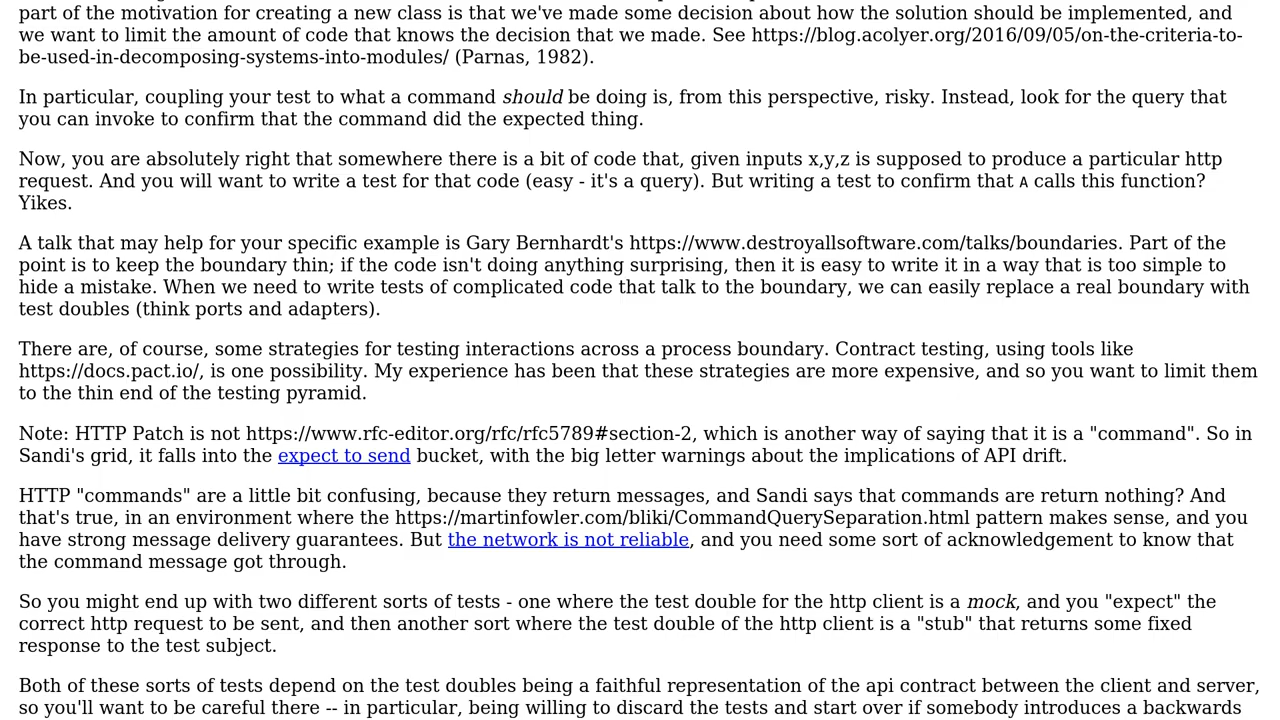 part of the motivation for creating a new class is that we've made some decision about how the solution should be implemented, and
we want to limit the amount of code that knows the decision that we made. See https://blog.acolyer.org/2016/09/05/on-the-criteria-to-
be-used-in-decomposing-systems-into-modules/ (Parnas, 1982).
In particular, coupling your test to what a command should be doing is, from this perspective, risky. Instead, look for the query that
you can invoke to confirm that the command did the expected thing.
Now, you are absolutely right that somewhere there is a bit of code that, given inputs x,y,z is supposed to produce a particular http
request. And you will want to write a test for that code (easy - it's a query). But writing a test to confirm that A calls this function?
Yikes.
A talk that may help for your specific example is Gary Bernhardt's https://www.destroyallsoftware.com/talks/boundaries. Part of the
point is to keep the boundary thin; if the code isn't doing anything surprising, then it is easy to write it in a way that is too simple to
hide a mistake. When we need to write tests of complicated code that talk to the boundary, we can easily replace a real boundary with
test doubles (think ports and adapters).
There are, of course, some strategies for testing interactions across a process boundary. Contract testing, using tools like
https://docs.pact.io/, is one possibility. My experience has been that these strategies are more expensive, and so you want to limit them
to the thin end of the testing pyramid.
Note: HTTP Patch is not https://www.rfc-editor.org/rfc/rfc5789#section-2, which is another way of saying that it is a "command". So in
Sandi's grid, it falls into the expect to send bucket, with the big letter warnings about the implications of API drift.
HTTP "commands" are a little bit confusing, because they return messages, and Sandi says that commands are return nothing? And
that's true, in an environment where the https://martinfowler.com/bliki/CommandQuerySeparation.html pattern makes sense, and you
have strong message delivery guarantees. But the network is not reliable, and you need some sort of acknowledgement to know that
the command message got through.
So you might end up with two different sorts of tests - one where the test double for the http client is a mock, and you "expect" the
correct http request to be sent, and then another sort where the test double of the http client is a "stub" that returns some fixed
response to the test subject.
Both of these sorts of tests depend on the test doubles being a faithful representation of the api contract between the client and server,
so you'll want to be careful there -- in particular, being willing to discard the tests and start over if somebody introduces a backwards